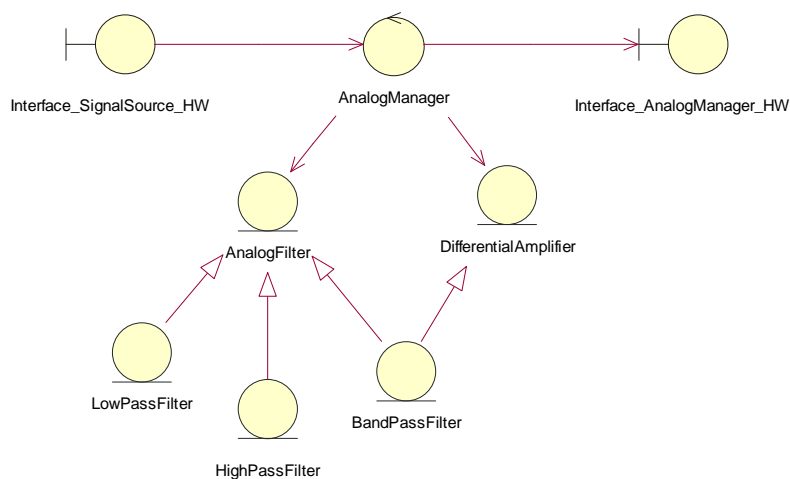 Interface_SignalSource_HW
AnalogManager
Interface_AnalogManager_HW
AnalogFilter
DifferentialAmplifier
LowPassFilter
HighPassFilter
BandPassFilter